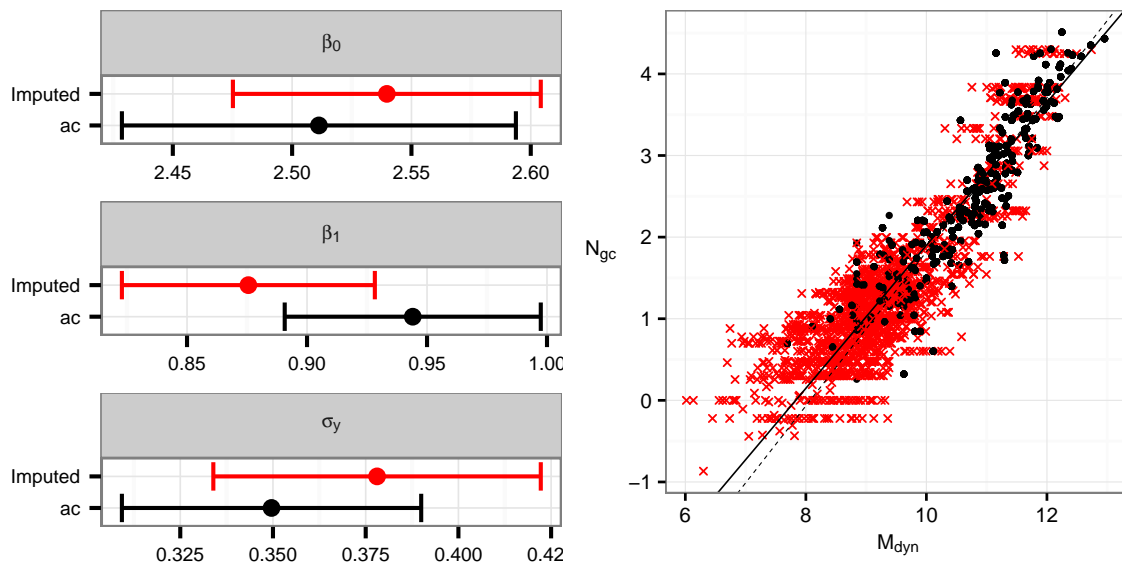 β0
Imputed
ac
2.45 2.50 2.55 2.60
β1
Imputed
ac
0.85 0.90 0.95 1.00
σy
Imputed
ac
0.325 0.350 0.375 0.400 0.42
4
3
2
1
0
−1
Ngc
6 8 10 12
Mdyn